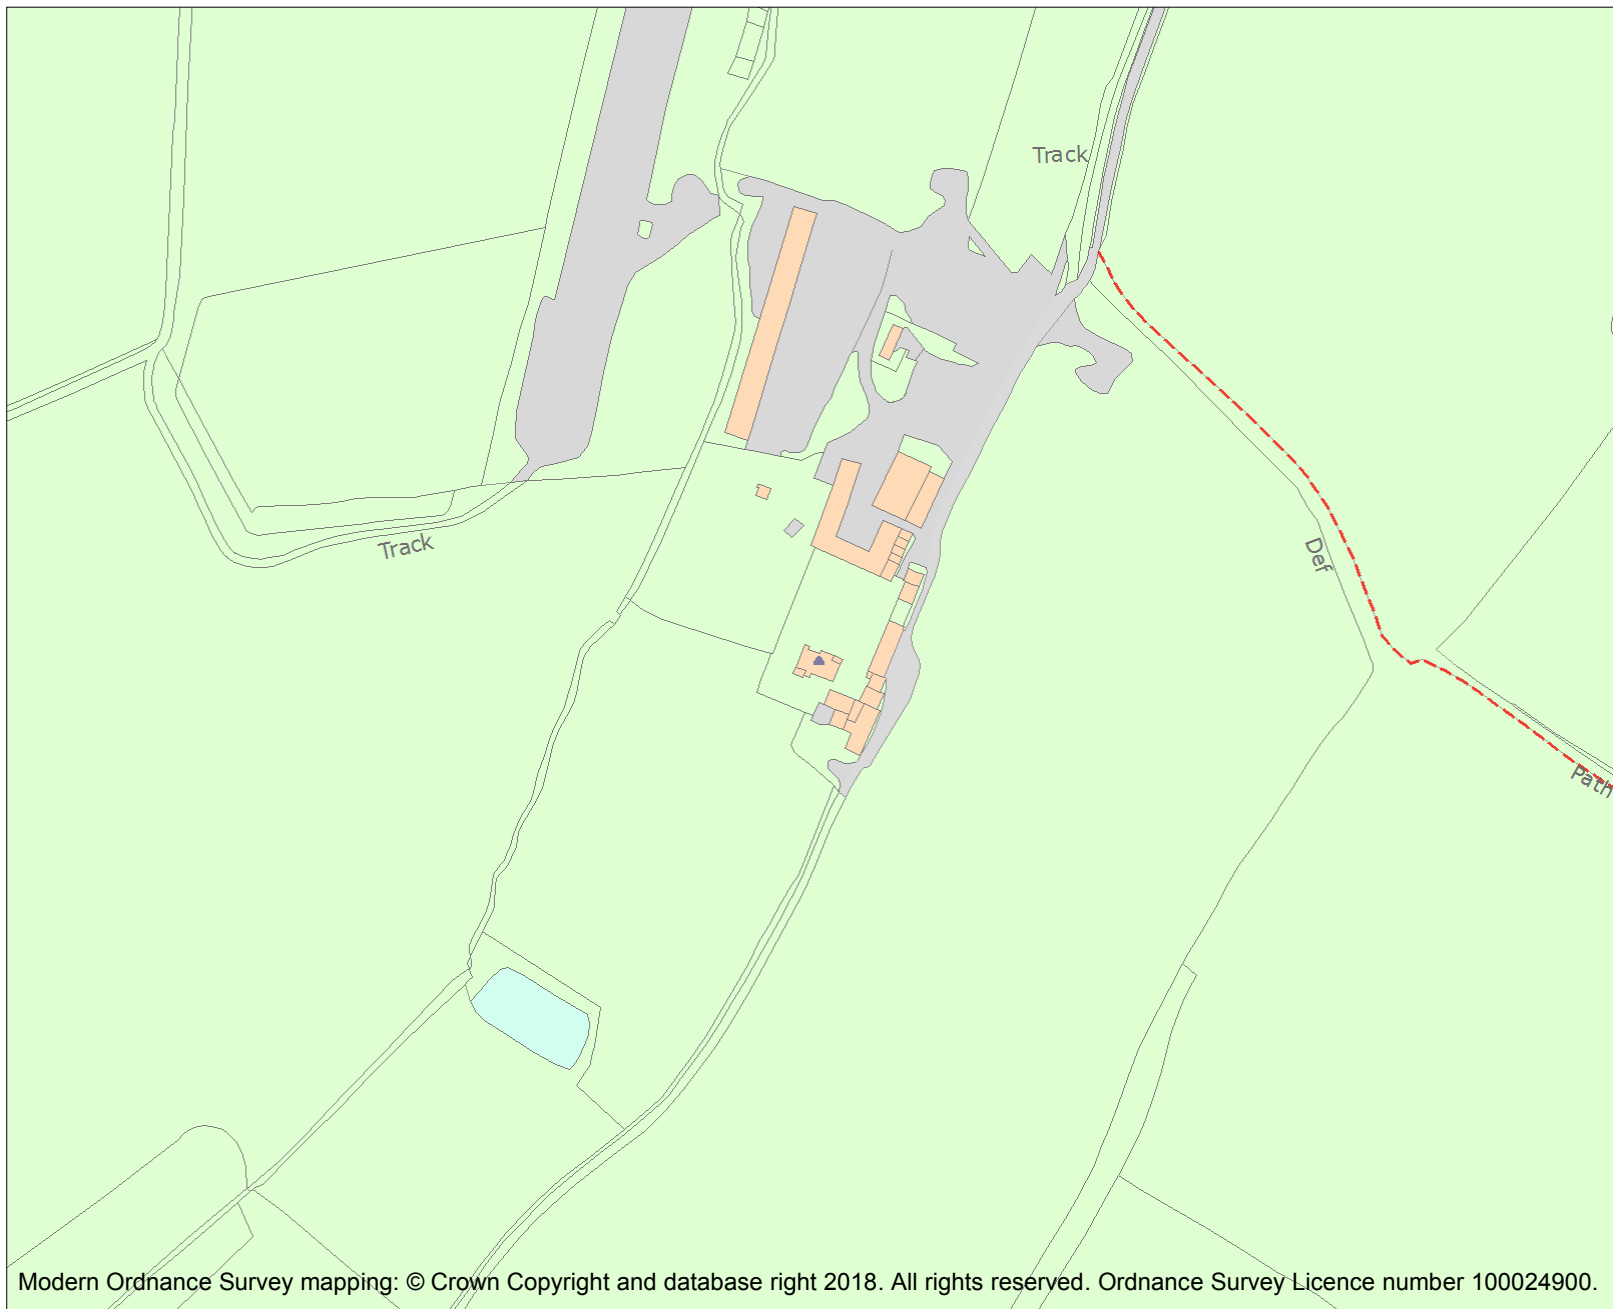 Track
Track
Def
Path
Modern Ordnance Survey mapping: © Crown Copyright and database right 2018. All rights reserved. Ordnance Survey Licence number 100024900.